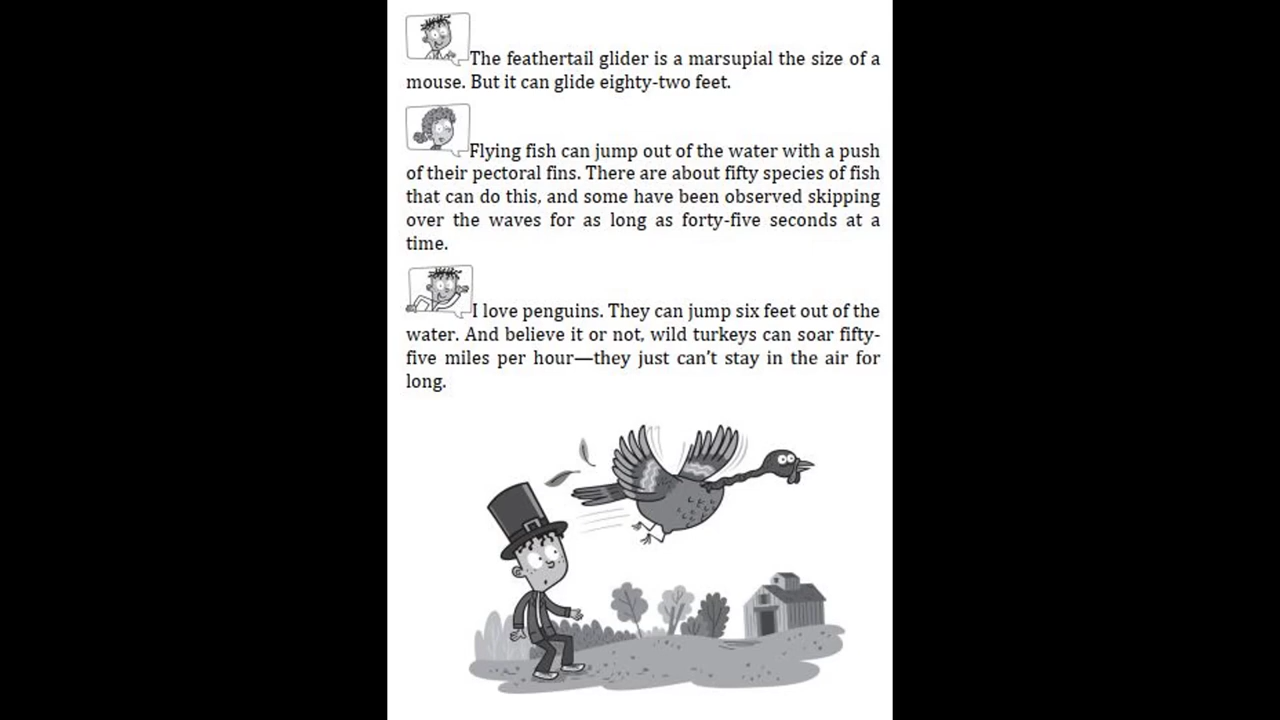 The feathertail glider is a marsupial the size of a
mouse. But it can glide eighty-two feet.
Flying fish can jump out of the water with a push
of their pectoral fins. There are about fifty species of fish
that can do this, and some have been observed skipping
over the waves for as long as forty-five seconds at a
time.
I love penguins. They can jump six feet out of the
water. And believe it or not, wild turkeys can soar fifty-
five miles per hour—they just can’t stay in the air for
long.